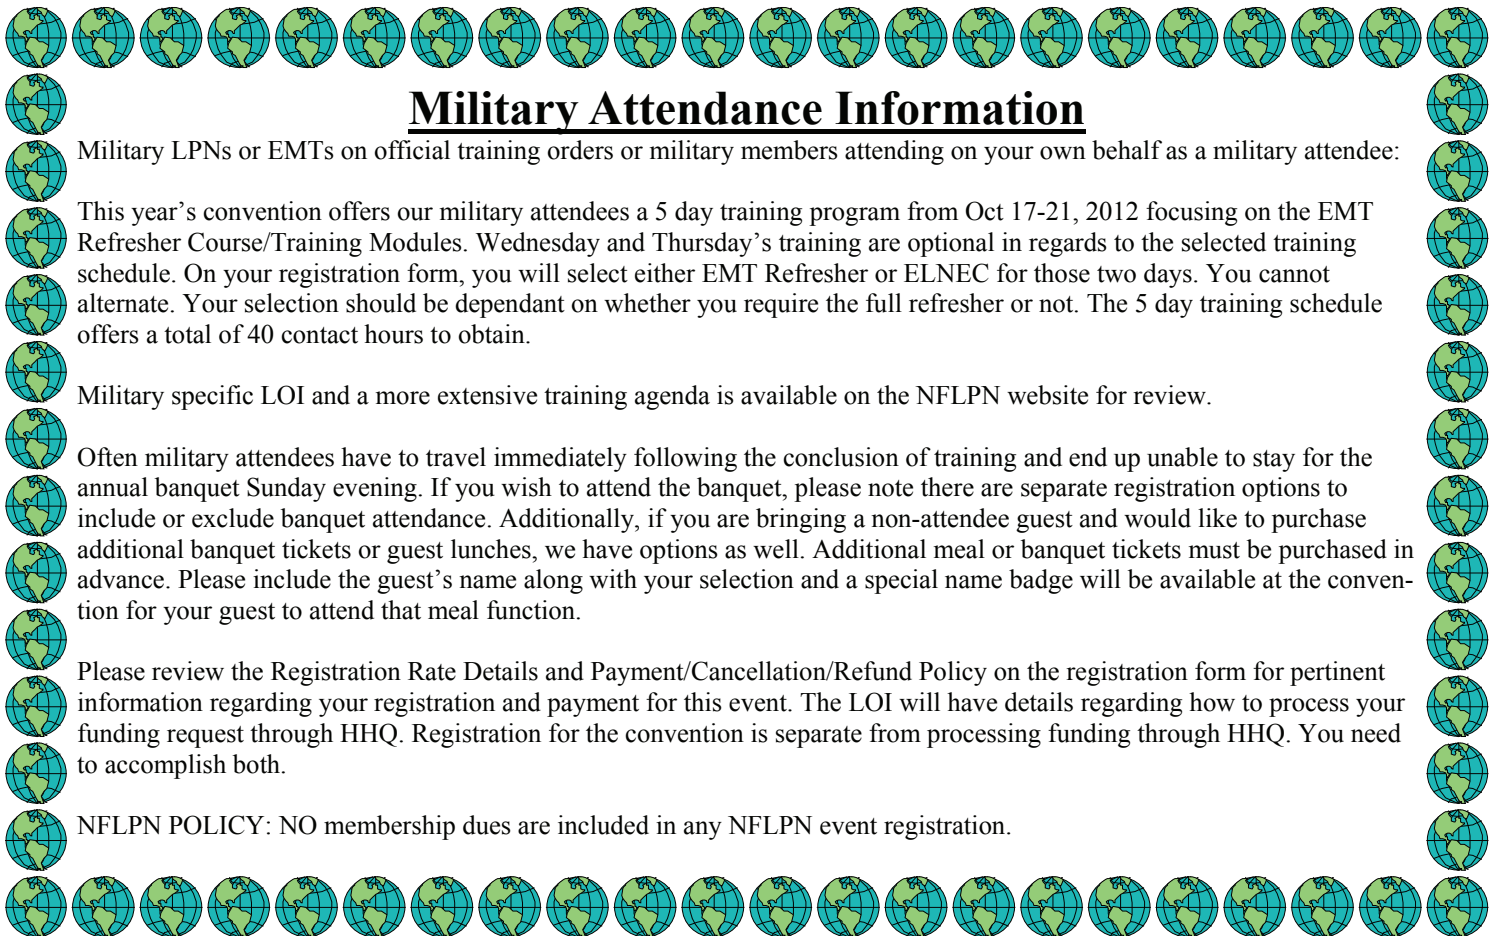 Military Attendance Information
Military LPNs or EMTs on official training orders or military members attending on your own behalf as a military attendee:
This year’s convention offers our military attendees a 5 day training program from Oct 17-21, 2012 focusing on the EMT
Refresher Course/Training Modules. Wednesday and Thursday’s training are optional in regards to the selected training
schedule. On your registration form, you will select either EMT Refresher or ELNEC for those two days. You cannot
alternate. Your selection should be dependant on whether you require the full refresher or not. The 5 day training schedule
offers a total of 40 contact hours to obtain.
Military specific LOI and a more extensive training agenda is available on the NFLPN website for review.
Often military attendees have to travel immediately following the conclusion of training and end up unable to stay for the
annual banquet Sunday evening. If you wish to attend the banquet, please note there are separate registration options to
include or exclude banquet attendance. Additionally, if you are bringing a non-attendee guest and would like to purchase
additional banquet tickets or guest lunches, we have options as well. Additional meal or banquet tickets must be purchased in
advance. Please include the guest’s name along with your selection and a special name badge will be available at the conven-
tion for your guest to attend that meal function.
Please review the Registration Rate Details and Payment/Cancellation/Refund Policy on the registration form for pertinent
information regarding your registration and payment for this event. The LOI will have details regarding how to process your
funding request through HHQ. Registration for the convention is separate from processing funding through HHQ. You need
to accomplish both.
NFLPN POLICY: NO membership dues are included in any NFLPN event registration.